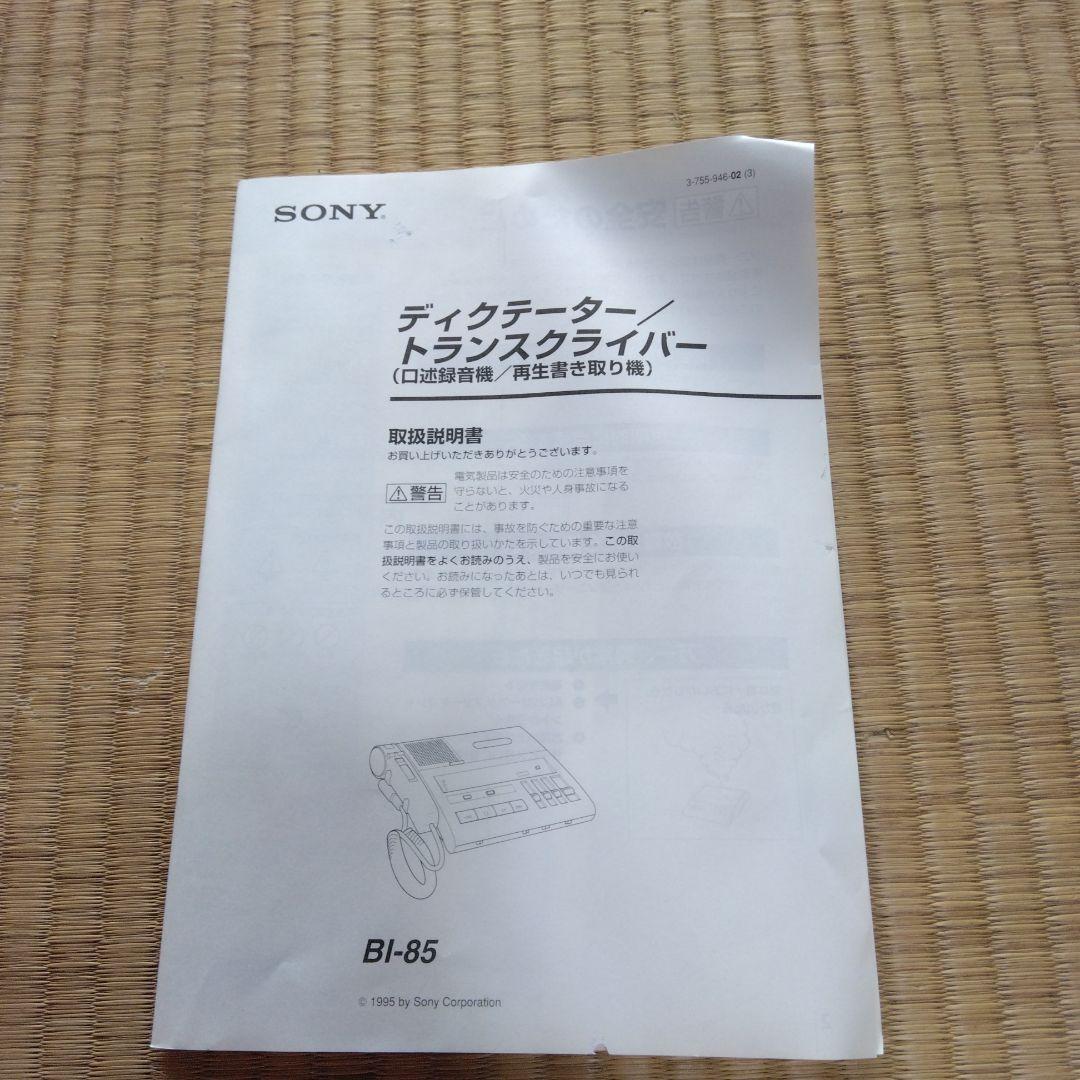 3-755-946-02 (3)
SONY®
ディクテーター／
トランスクライバー
（口述録音機／再生書き取り機）
取扱説明書
お買い上げいただきありがとうございます。
⚠警告
電気製品は安全のための注意事項を
守らないと、火災や人身事故になる
ことがあります。
この取扱説明書には、事故を防ぐための重要な注意
事項と製品の取り扱いかたを示しています。この取
扱説明書をよくお読みのうえ、製品を安全にお使い
ください。お読みになったあとは、いつでも見られ
るところに必ず保管してください。
BI-85
© 1995 by Sony Corporation